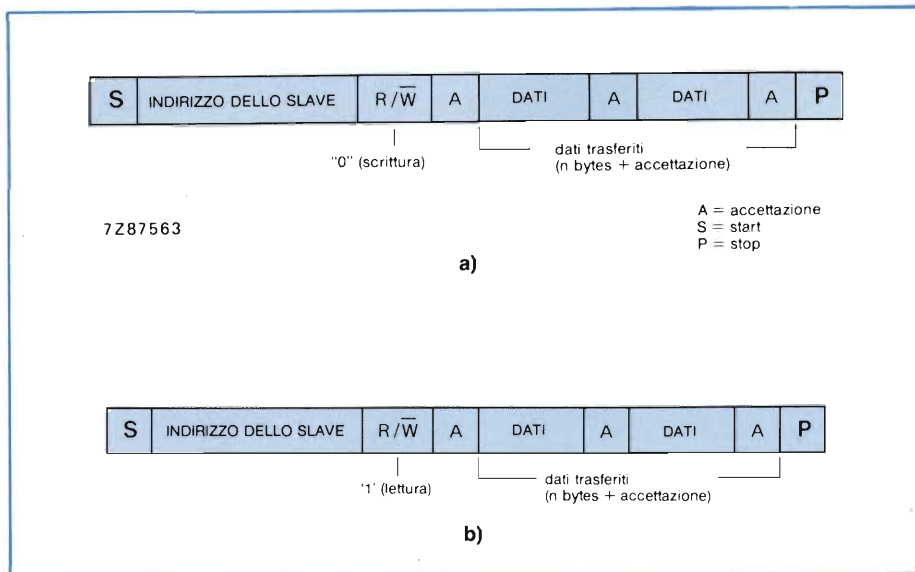 S INDIRIZZO DELLO SLAVE R/W̅ A DATI A DATI A P
"0" (scrittura)
dati trasferiti
(n bytes + accettazione)
7Z87563
A = accettazione
S = start
P = stop
a)
S INDIRIZZO DELLO SLAVE R/W̅ A DATI A DATI A P
'1' (lettura)
dati trasferiti
(n bytes + accettazione)
b)